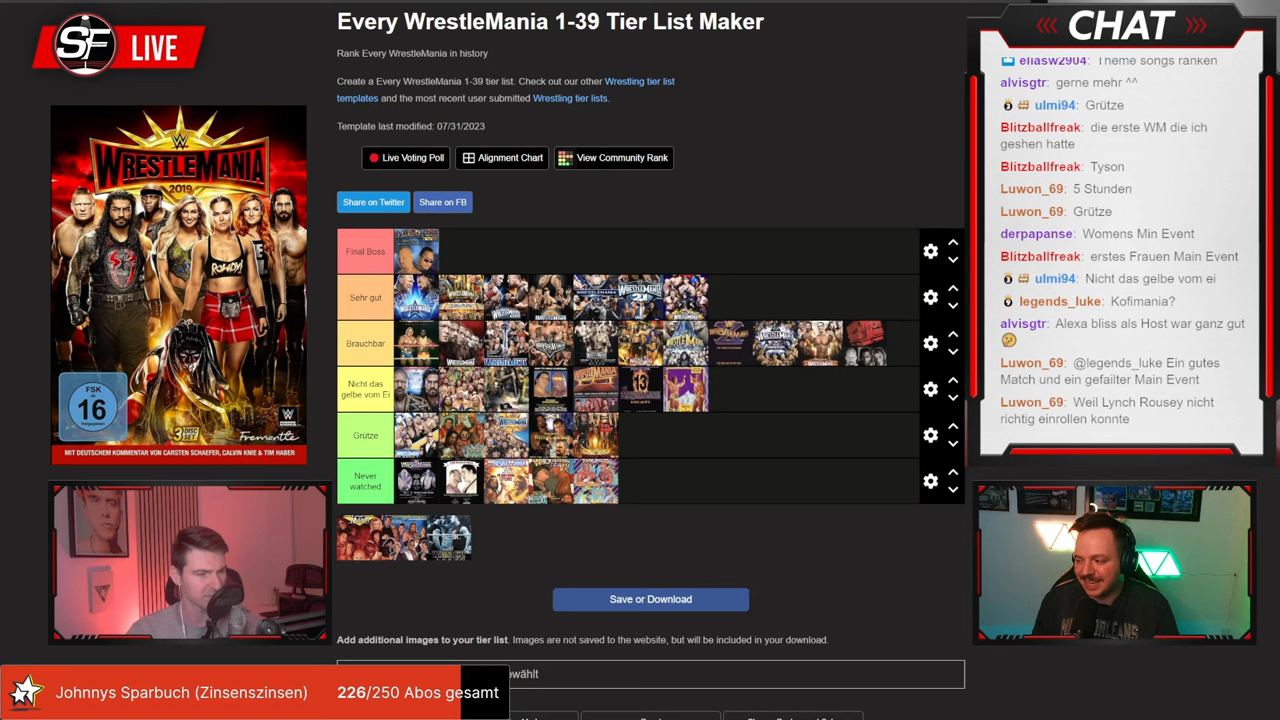 SF LIVE
W
WRESTLEMANIA
2019
ROWDY
FSK
ab
16
freigegeben
3 DISC
SET
Fremantle
MIT DEUTSCHEM KOMMENTAR VON CARSTEN SCHAEFER, CALVIN KNIE & TIM HABER
Every WrestleMania 1-39 Tier List Maker
Rank Every WrestleMania in history
Create a Every WrestleMania 1-39 tier list. Check out our other Wrestling tier list
templates and the most recent user submitted Wrestling tier lists.
Template last modified: 07/31/2023
Live Voting Poll
Alignment Chart
View Community Rank
Share on Twitter
Share on FB
Final Boss
Sehr gut
Brauchbar
Nicht das
gelbe vom Ei
Grütze
Never
watched
Save or Download
Add additional images to your tier list. Images are not saved to the website, but will be included in your download.
CHAT
eliasw2904: Theme songs ranken
alvisgtr: gerne mehr ^^
ulmi94: Grütze
Blitzballfreak: die erste WM die ich
geshen hatte
Blitzballfreak: Tyson
Luwon_69: 5 Stunden
Luwon_69: Grütze
derpapanse: Womens Min Event
Blitzballfreak: erstes Frauen Main Event
ulmi94: Nicht das gelbe vom ei
legends_luke: Kofimania?
alvisgtr: Alexa bliss als Host war ganz gut
Luwon_69: @legends_luke Ein gutes
Match und ein gefailter Main Event
Luwon_69: Weil Lynch Rousey nicht
richtig einrollen konnte
Johnnys Sparbuch (Zinsenszinsen)
226/250 Abos gesamt